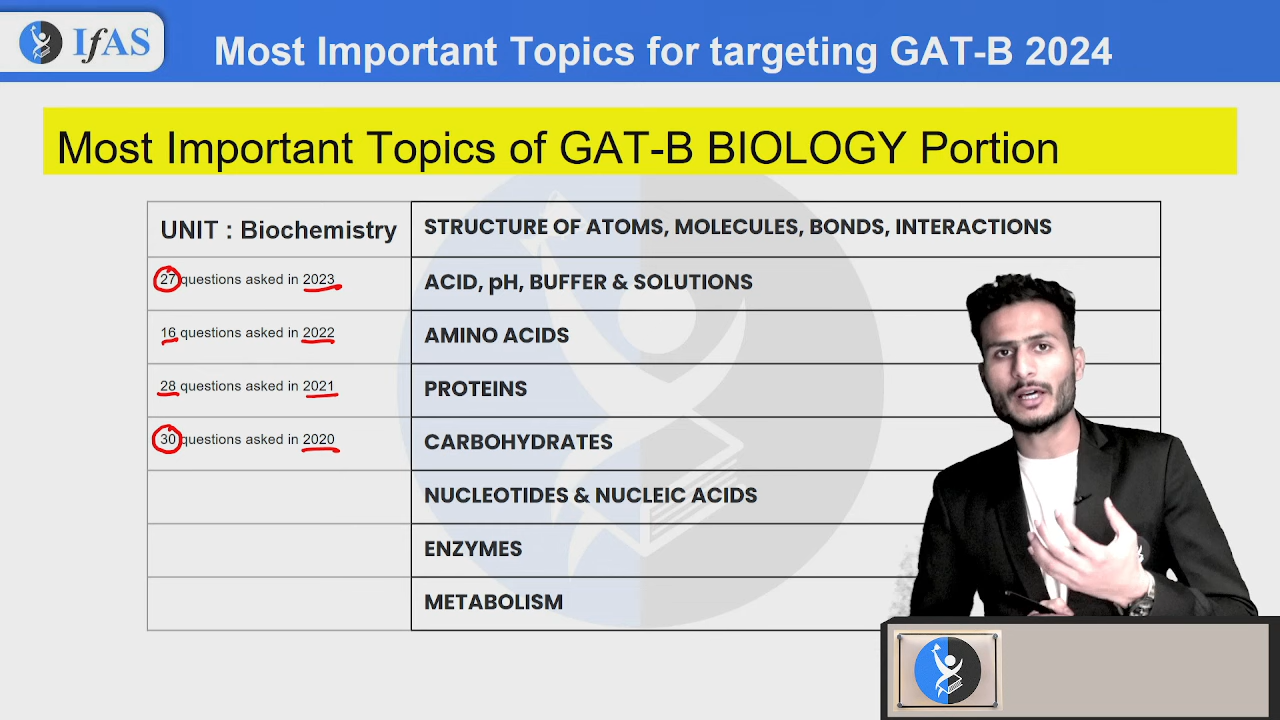 IfAS
Most Important Topics for targeting GAT-B 2024
Most Important Topics of GAT-B BIOLOGY Portion
UNIT : Biochemistry
STRUCTURE OF ATOMS, MOLECULES, BONDS, INTERACTIONS
27 questions asked in 2023
ACID, pH, BUFFER & SOLUTIONS
16 questions asked in 2022
AMINO ACIDS
28 questions asked in 2021
PROTEINS
30 questions asked in 2020
CARBOHYDRATES
NUCLEOTIDES & NUCLEIC ACIDS
ENZYMES
METABOLISM